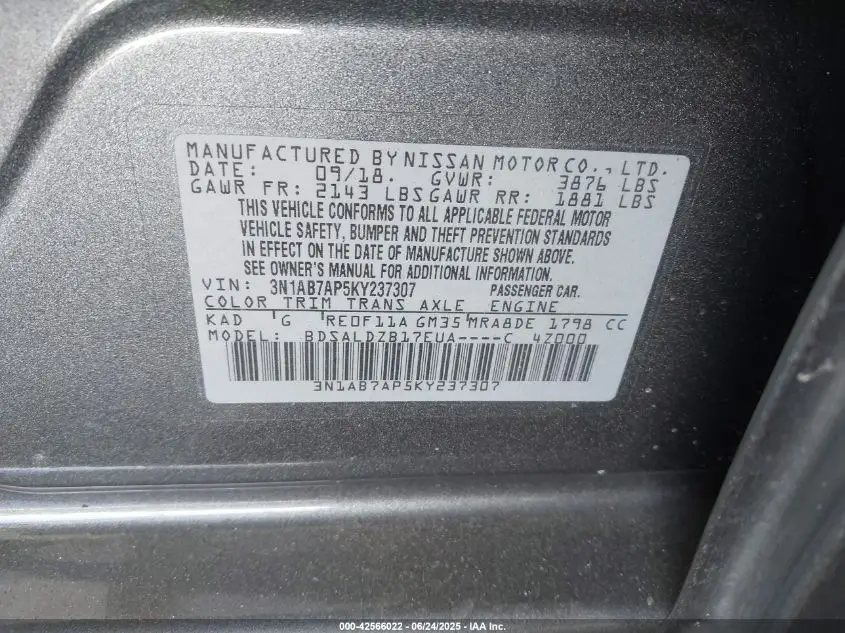 MANUFACTURED BY NISSAN MOTOR CO., LTD.
DATE: 09/18. GVWR: 3876 LBS
GAWR FR: 2143 LBS GAWR RR: 1881 LBS
THIS VEHICLE CONFORMS TO ALL APPLICABLE FEDERAL MOTOR
VEHICLE SAFETY, BUMPER AND THEFT PREVENTION STANDARDS
IN EFFECT ON THE DATE OF MANUFACTURE SHOWN ABOVE.
SEE OWNER'S MANUAL FOR ADDITIONAL INFORMATION.
VIN: 3N1AB7AP5KY237307 PASSENGER CAR.
COLOR TRIM TRANS AXLE ENGINE
KAD G RE0F11A GM35 MRA8DE 1798 CC
MODEL: BDSALDZB17EUA----C 4Z000
3N1AB7AP5KY237307
000-42566022 - 06/24/2025 - IAA Inc.